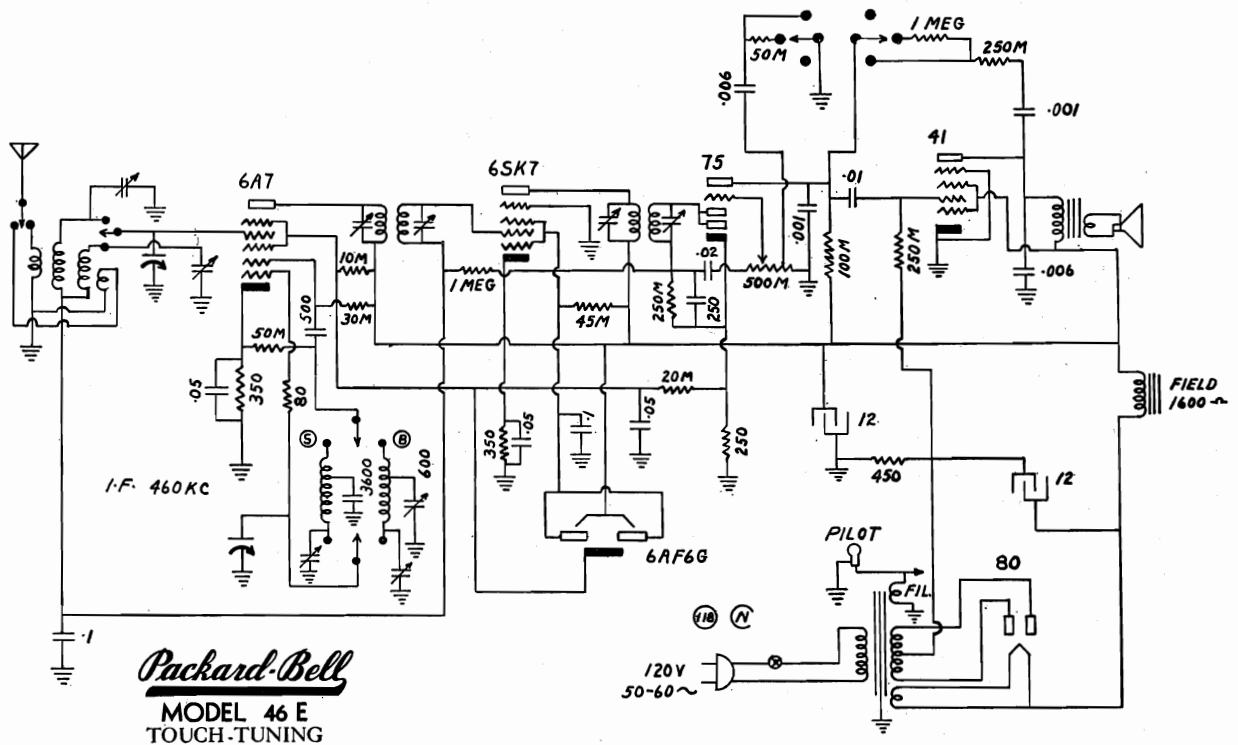 1 MEG
50M
250M
.006
.001
41
75
6SK7
6A7
.01
.001
.02
10M
1 MEG
500M
100M
250M
.006
500
30M
45M
250M
250
50M
20M
.05
350
80
.05
.1
.05
350
250
12
FIELD
1600 Ω
S
B
3600
600
450
12
I.F. 460KC
6AF6G
PILOT
80
FIL.
118
N
120V
50-60~
.1
Packard-Bell
MODEL 46 E
TOUCH-TUNING